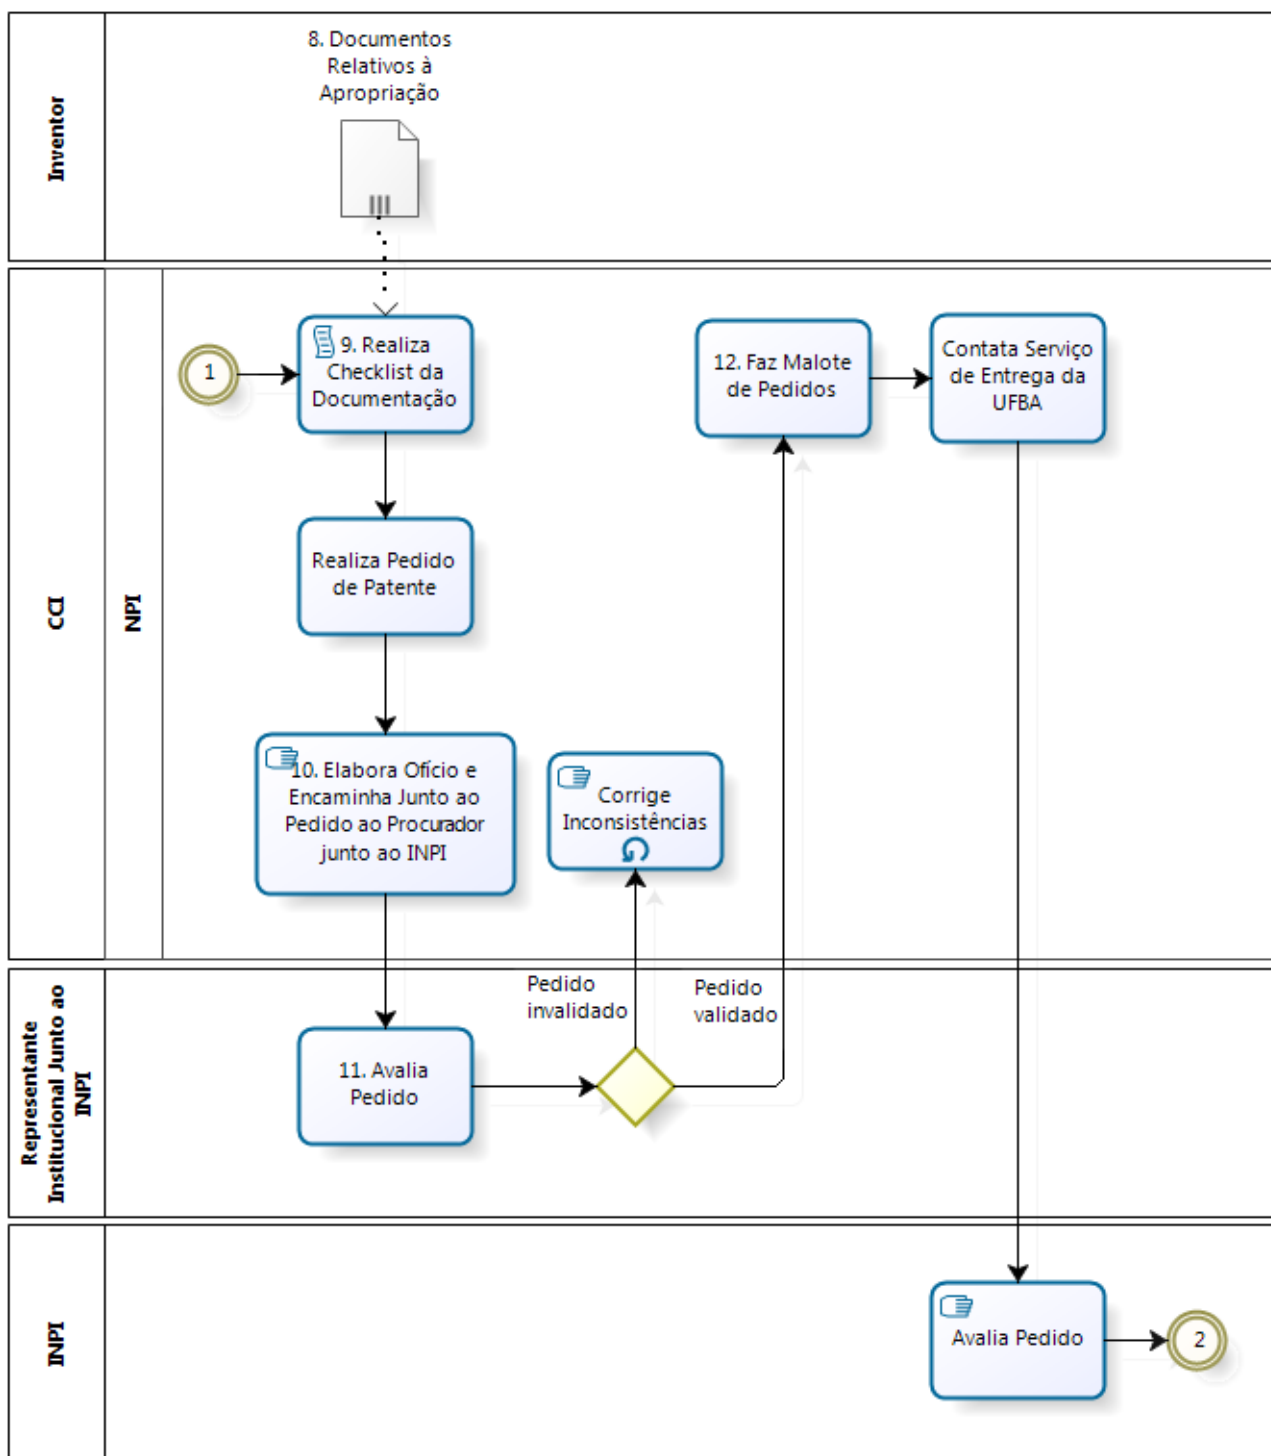 Inventor
8. Documentos
Relativos à
Apropriação
CCI
NPI
1
9. Realiza
Checklist da
Documentação
Realiza Pedido
de Patente
10. Elabora Ofício e
Encaminha Junto ao
Pedido ao Procurador
junto ao INPI
Corrige
Inconsistências
12. Faz Malote
de Pedidos
Contata Serviço
de Entrega da
UFBA
Representante
Institucional Junto ao
INPI
11. Avalia
Pedido
Pedido
invalidado
Pedido
validado
INPI
Avalia Pedido
2